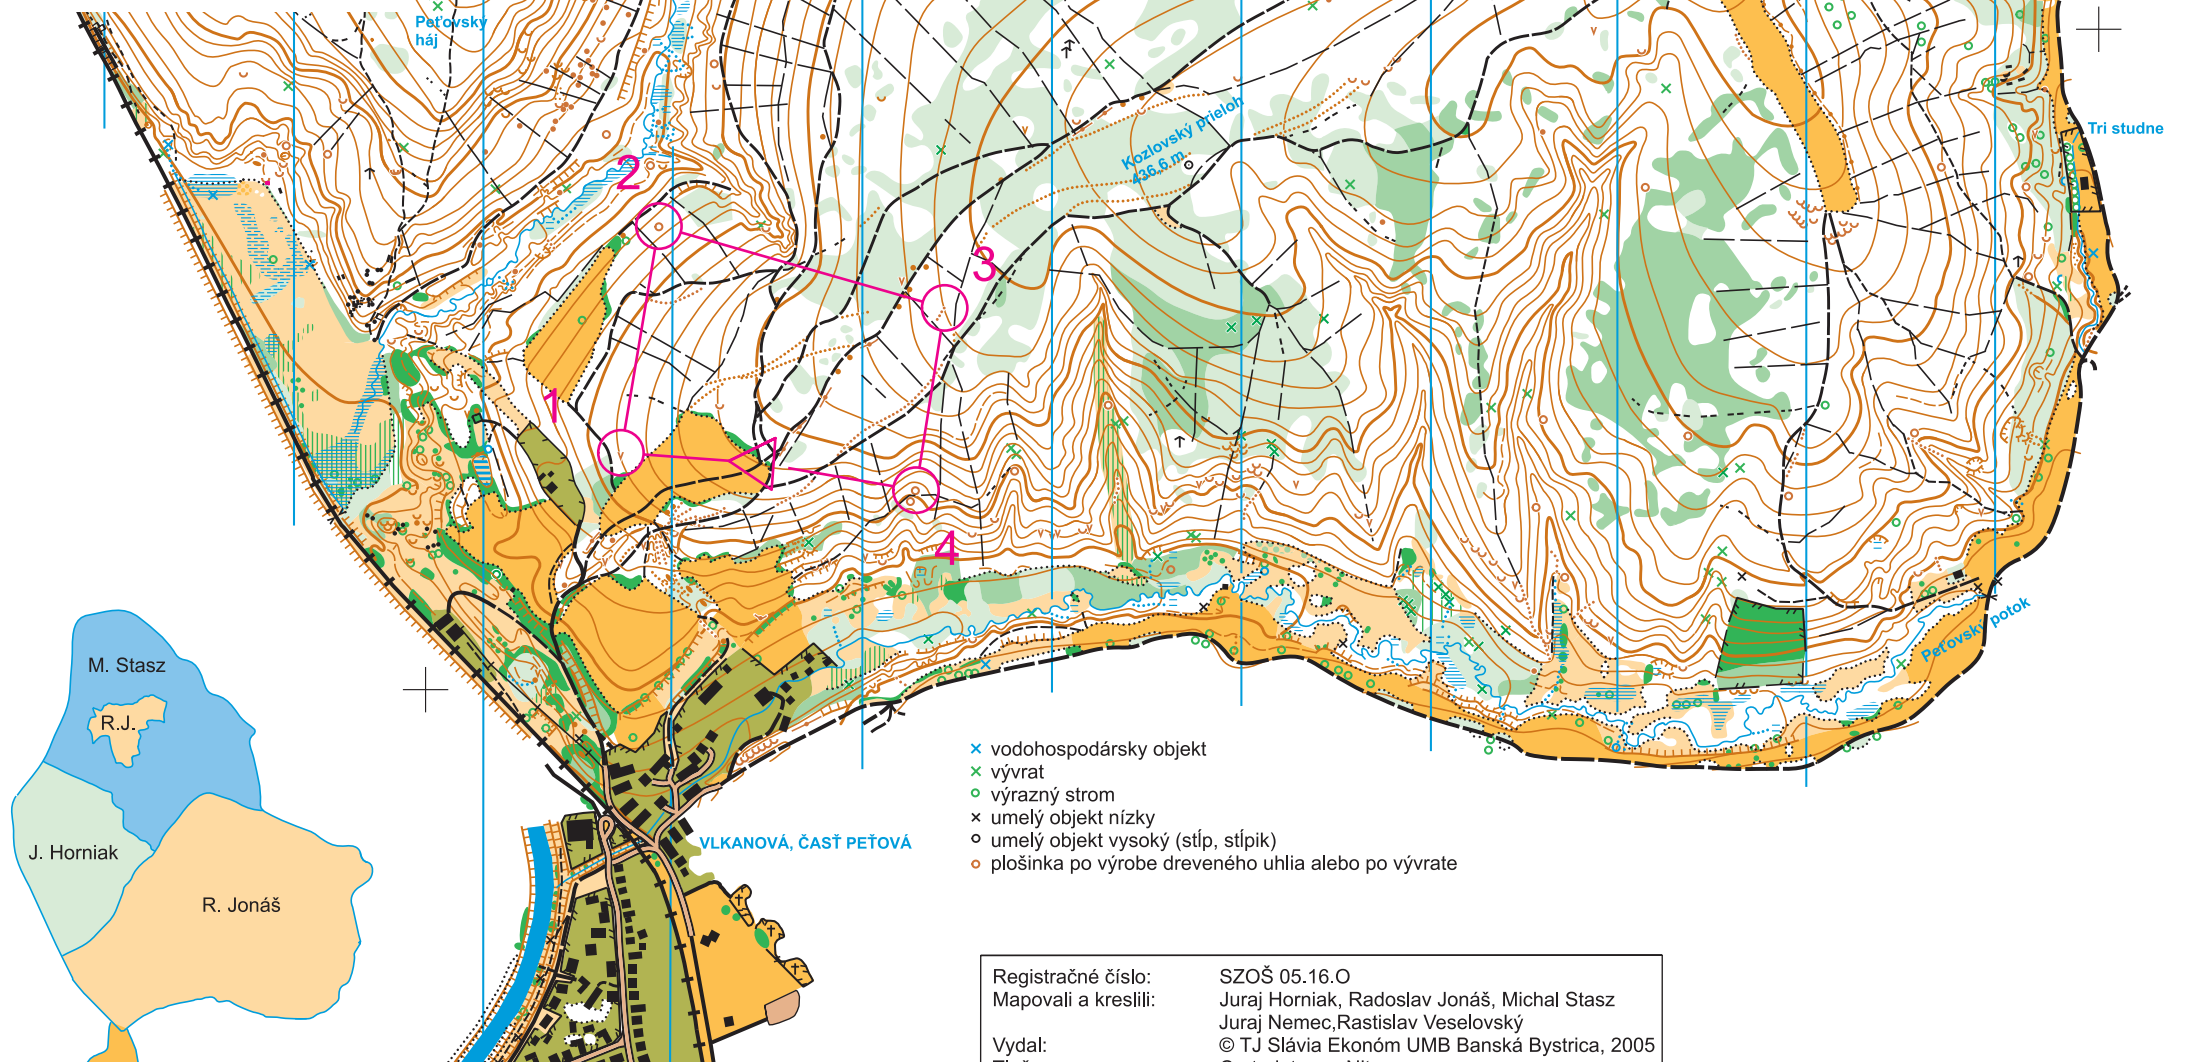 Peťovský
háj
Tri studne
Kozlovský prieloh
436,6 m
2
3
1
4
Peťovský potok
M. Stasz
R.J.
J. Horniak
R. Jonáš
vodohospodársky objekt
vývrat
výrazný strom
umelý objekt nízky
umelý objekt vysoký (stĺp, stĺpik)
plošinka po výrobe dreveného uhlia alebo po vývrate
VLKANOVÁ, ČASŤ PEŤOVÁ
Registračné číslo: SZOŠ 05.16.O
Mapovali a kreslili: Juraj Horniak, Radoslav Jonáš, Michal Stasz
Juraj Nemec,Rastislav Veselovský
Vydal: © TJ Slávia Ekonóm UMB Banská Bystrica, 2005